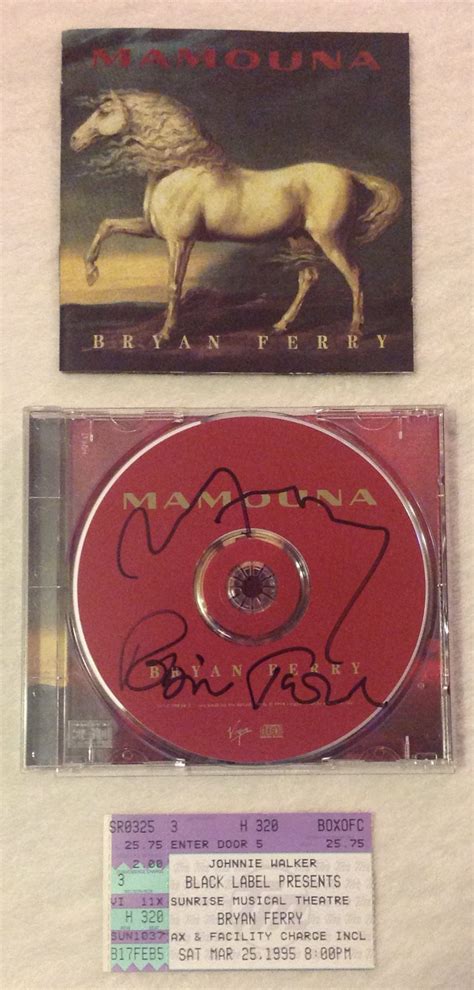 MAMOUNA
BRYAN FERRY
MAMOUNA
BRYAN FERRY
Virgin
SR0325 3 H 320 BOXOFC
25.75 ENTER DOOR 5 25.75
2.00 JOHNNIE WALKER
3 BLACK LABEL PRESENTS
VI 11X SUNRISE MUSICAL THEATRE
H 320 BRYAN FERRY
SUN1037 AX & FACILITY CHARGE INCL
B17FEB5 SAT MAR 25,1995 8:00PM